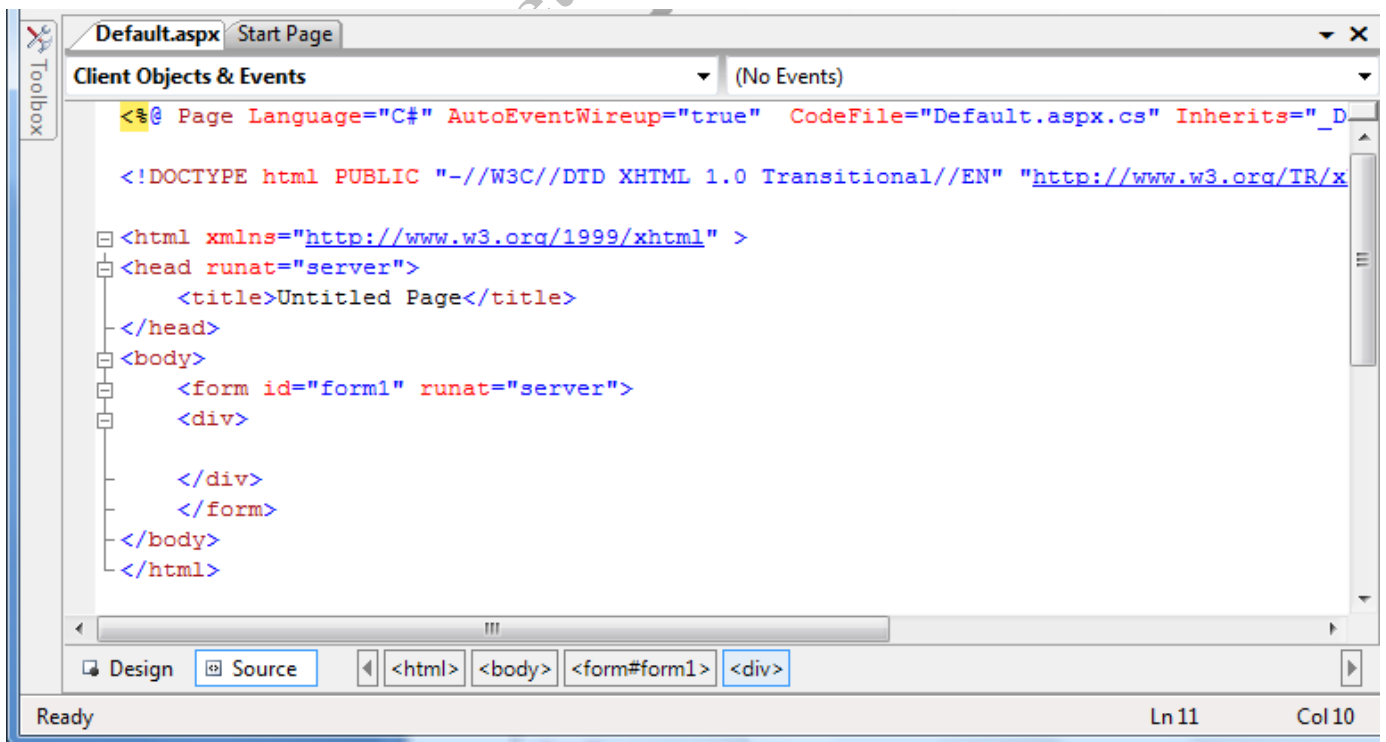 Default.aspx Start Page
Toolbox
Client Objects & Events (No Events)
<%@ Page Language="C#" AutoEventWireup="true"  CodeFile="Default.aspx.cs" Inherits="_D
<!DOCTYPE html PUBLIC "-//W3C//DTD XHTML 1.0 Transitional//EN" "http://www.w3.org/TR/x
<html xmlns="http://www.w3.org/1999/xhtml" >
<head runat="server">
    <title>Untitled Page</title>
</head>
<body>
    <form id="form1" runat="server">
    <div>
    </div>
    </form>
</body>
</html>
Design Source <html> <body> <form#form1> <div>
Ready Ln 11 Col 10